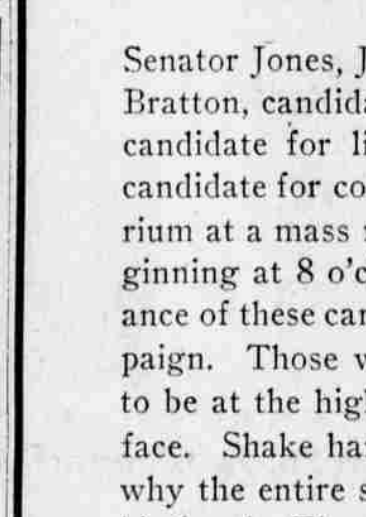 Senator Jones, J
Bratton, candida
candidate for li
candidate for co
rium at a mass
ginning at 8 o'c
ance of these can
paign. Those w
to be at the hig
face. Shake ha
why the entire s